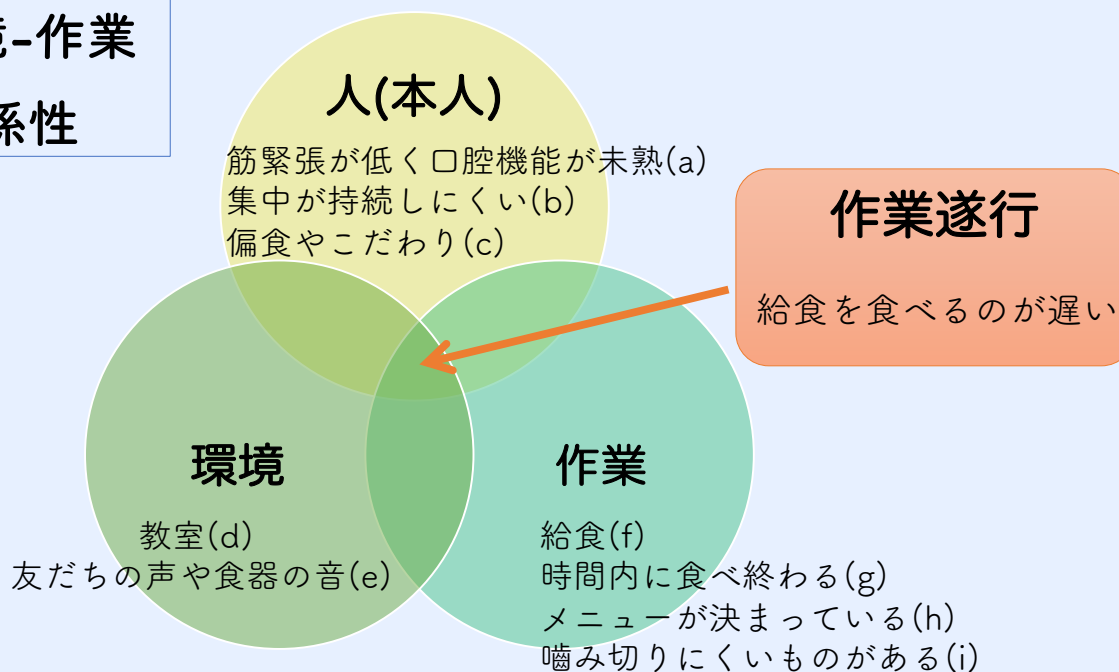 境-作業
係性
人(本人)
筋緊張が低く口腔機能が未熟(a)
集中が持続しにくい(b)
偏食やこだわり(c)
作業遂行
給食を食べるのが遅い
環境
教室(d)
友だちの声や食器の音(e)
作業
給食(f)
時間内に食べ終わる(g)
メニューが決まっている(h)
噛み切りにくいものがある(i)